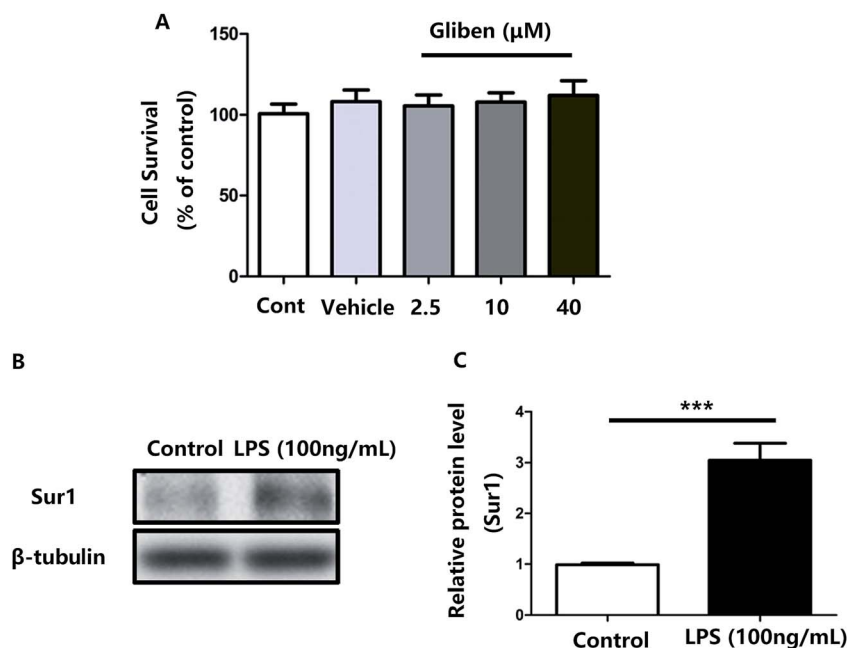 A
Gliben (µM)
Cell Survival
(% of control)
150
100
50
0
Cont Vehicle 2.5 10 40
B
Control LPS (100ng/mL)
Sur1
β-tubulin
C
***
Relative protein level
(Sur1)
4
3
2
1
0
Control LPS (100ng/mL)